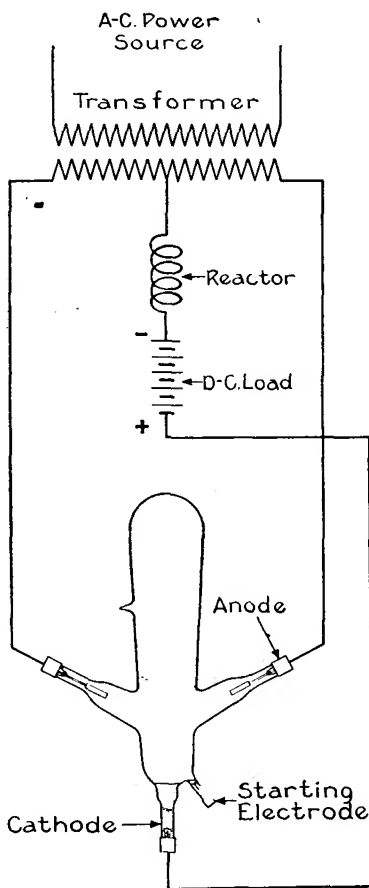 A-C. Power
Source
Transformer
-
Reactor
-
D-C. Load
+
Anode
Starting
Electrode
Cathode